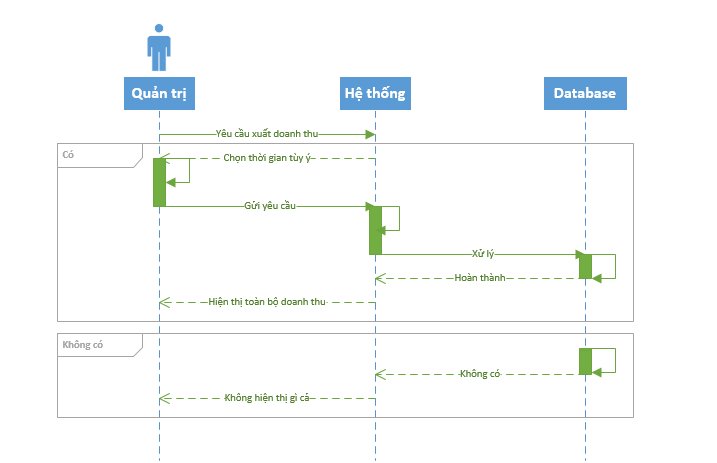 Quản trị
Hệ thống
Database
Yêu cầu xuất doanh thu
Có
Chọn thời gian tùy ý
Gửi yêu cầu
Xử lý
Hoàn thành
Hiện thị toàn bộ doanh thu
Không có
Không có
Không hiện thị gì cả